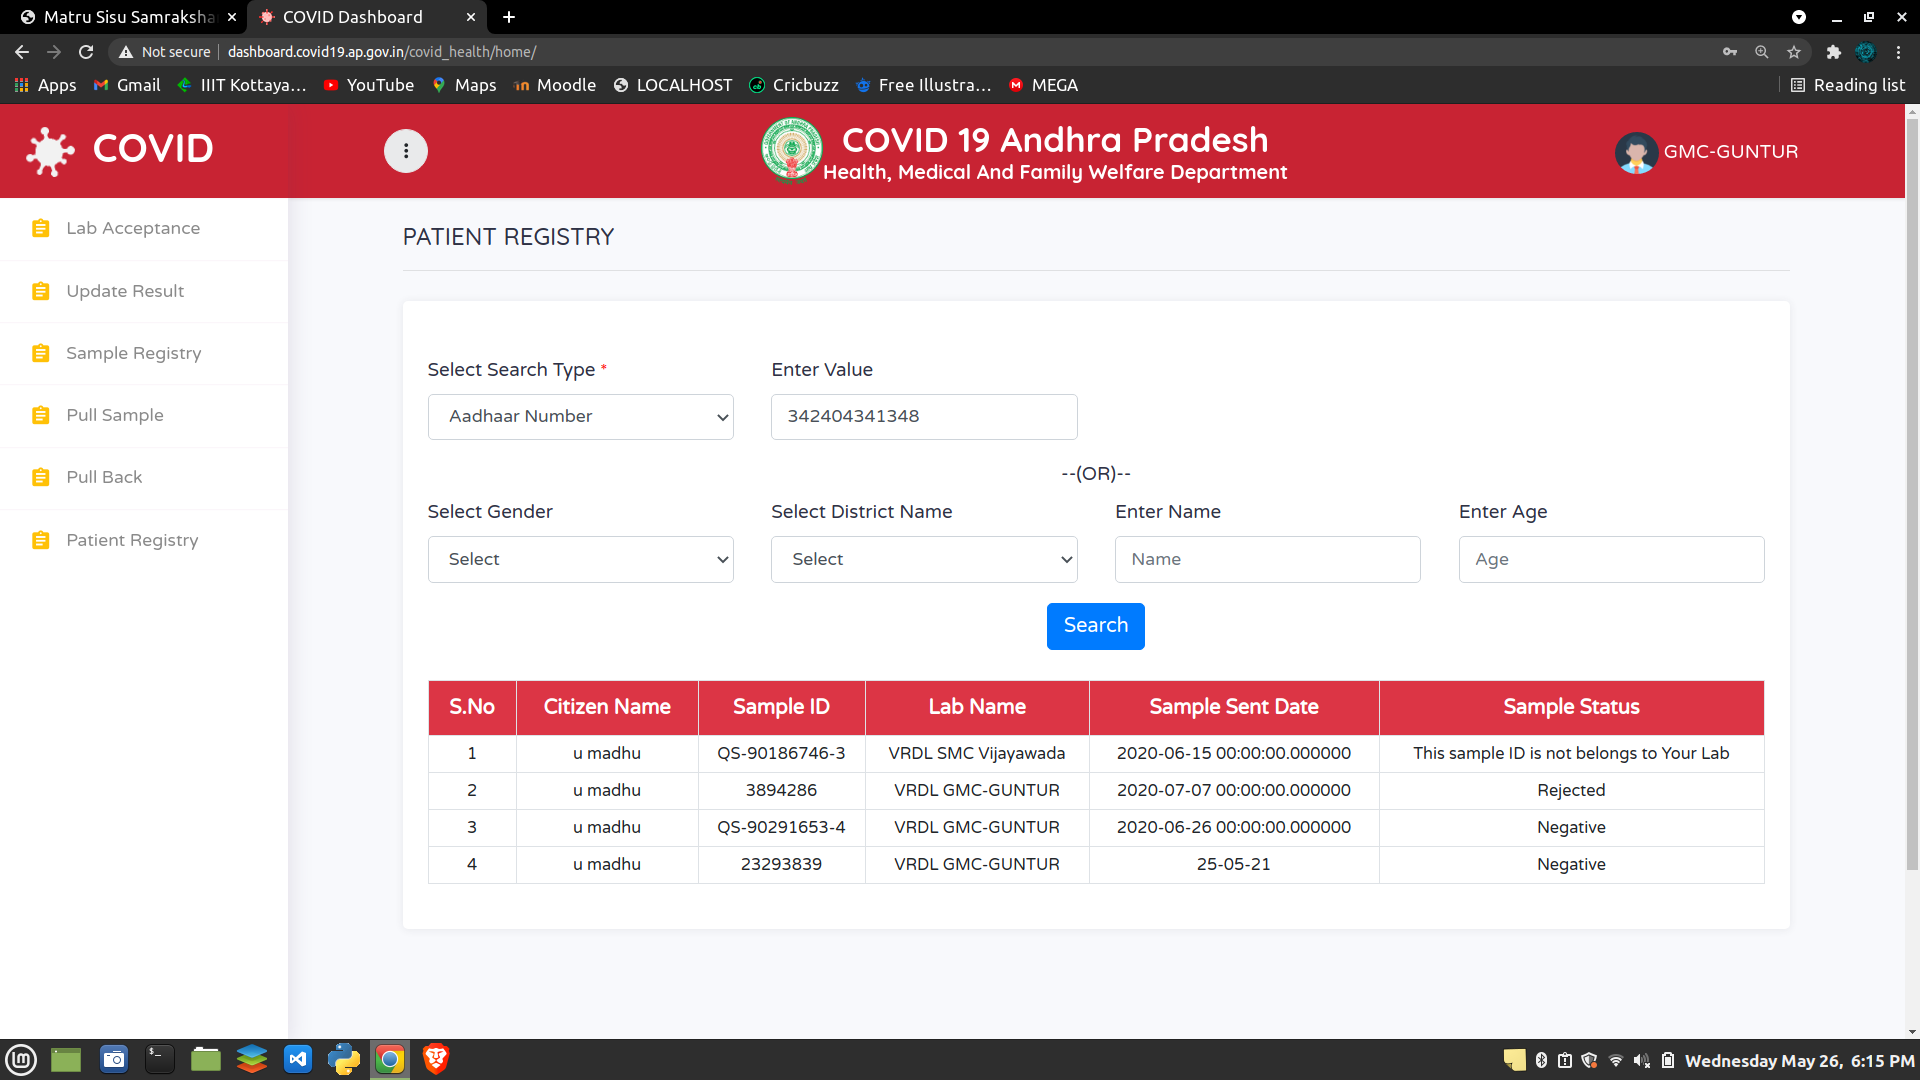 Matru Sisu Samraksha
COVID Dashboard
Not secure
dashboard.covid19.ap.gov.in/covid_health/home/
Apps
Gmail
IIIT Kottaya...
YouTube
Maps
Moodle
LOCALHOST
Cricbuzz
Free Illustra...
MEGA
Reading list
COVID
COVID 19 Andhra Pradesh
Health, Medical And Family Welfare Department
GMC-GUNTUR
Lab Acceptance
Update Result
Sample Registry
Pull Sample
Pull Back
Patient Registry
PATIENT REGISTRY
Select Search Type *
Enter Value
Aadhaar Number
342404341348
--(OR)--
Select Gender
Select District Name
Enter Name
Enter Age
Select
Select
Name
Age
Search
S.No Citizen Name Sample ID Lab Name Sample Sent Date Sample Status
1 u madhu QS-90186746-3 VRDL SMC Vijayawada 2020-06-15 00:00:00.000000 This sample ID is not belongs to Your Lab
2 u madhu 3894286 VRDL GMC-GUNTUR 2020-07-07 00:00:00.000000 Rejected
3 u madhu QS-90291653-4 VRDL GMC-GUNTUR 2020-06-26 00:00:00.000000 Negative
4 u madhu 23293839 VRDL GMC-GUNTUR 25-05-21 Negative
Wednesday May 26, 6:15 PM